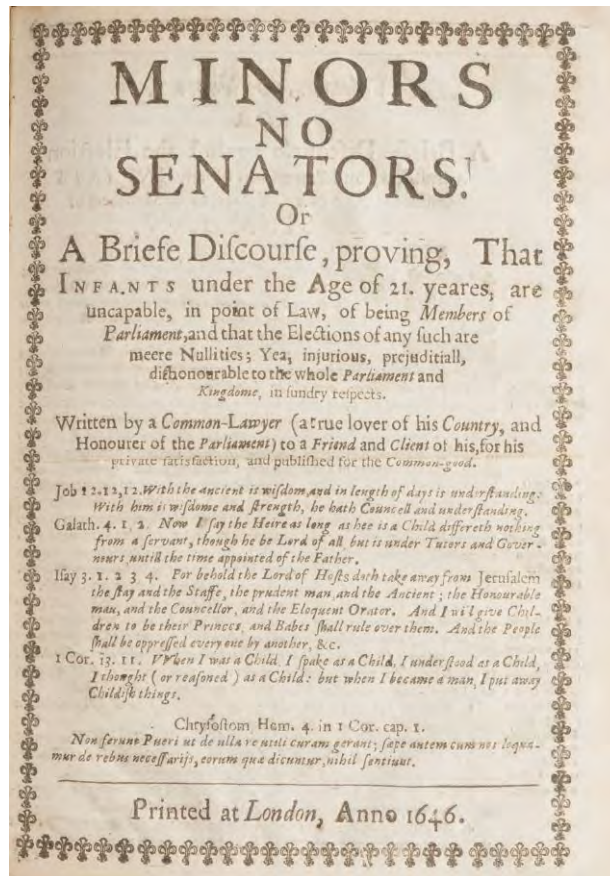 MINORS
NO
SENATORS.
Or
A Briefe Diſcourſe, proving, That
INFANTS under the Age of 21. yeares, are
uncapable, in point of Law, of being Members of
Parliament, and that the Elections of any ſuch are
meere Nullities; Yea, injurious, prejuditiall,
diſhonourable to the whole Parliament and
Kingdome, in ſundry reſpects.
Written by a Common-Lawyer (a true lover of his Country, and
Honourer of the Parliament) to a Friend and Client of his, for his
private ſatisfaction, and publiſhed for the Common-good.
Job 12.12,13. With the ancient is wiſdom, and in length of days is underſtanding:
With him is wiſdome and ſtrength, he hath Councell and underſtanding.
Galath. 4. 1, 2. Now I ſay the Heire as long as hee is a Child differeth nothing
from a ſervant, though he be Lord of all, but is under Tutors and Gover-
nours, untill the time appointed of the Father.
Iſay 3. 1. 2 3 4. For behold the Lord of Hoſts doth take away from Jeruſalem
the ſtay and the Staffe, the prudent man, and the Ancient; the Honourable
man, and the Councellor, and the Eloquent Orator. And I will give Chil-
dren to be their Princes, and Babes ſhall rule over them. And the People
ſhall be oppreſſed every one by another, &c.
1 Cor. 13. 11. VVhen I was a Child, I ſpake as a Child, I underſtood as a Child,
I thought (or reaſoned) as a Child: but when I became a man, I put away
Childiſh things.
Chryſoſtom, Hom. 4. in 1 Cor. cap. 1.
Non ferunt Pueri ut de ulla re utili curam gerant; ſæpe autem cum nos loqua-
mur de rebus neceſſarijs, eorum quæ dicuntur, nihil ſentiunt.
Printed at London, Anno 1646.